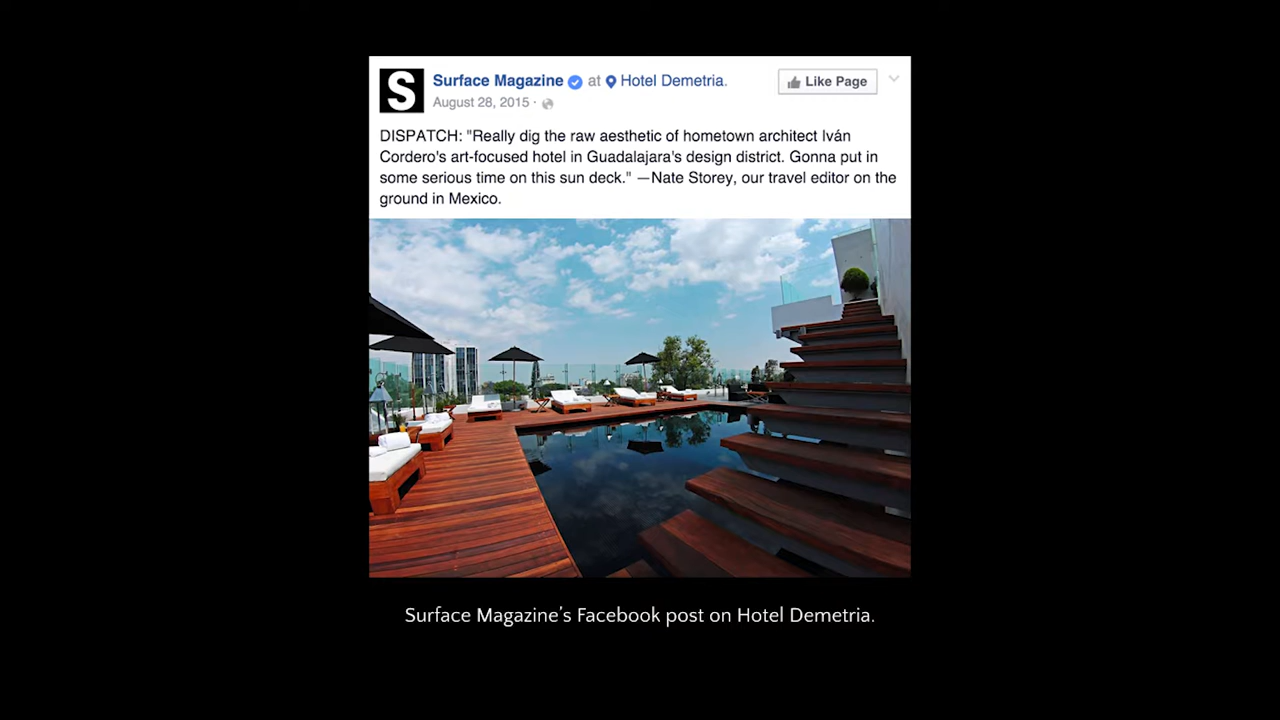 S
Surface Magazine at Hotel Demetria.
Like Page
August 28, 2015 ·
DISPATCH: "Really dig the raw aesthetic of hometown architect Iván
Cordero's art-focused hotel in Guadalajara's design district. Gonna put in
some serious time on this sun deck." —Nate Storey, our travel editor on the
ground in Mexico.
Surface Magazine's Facebook post on Hotel Demetria.